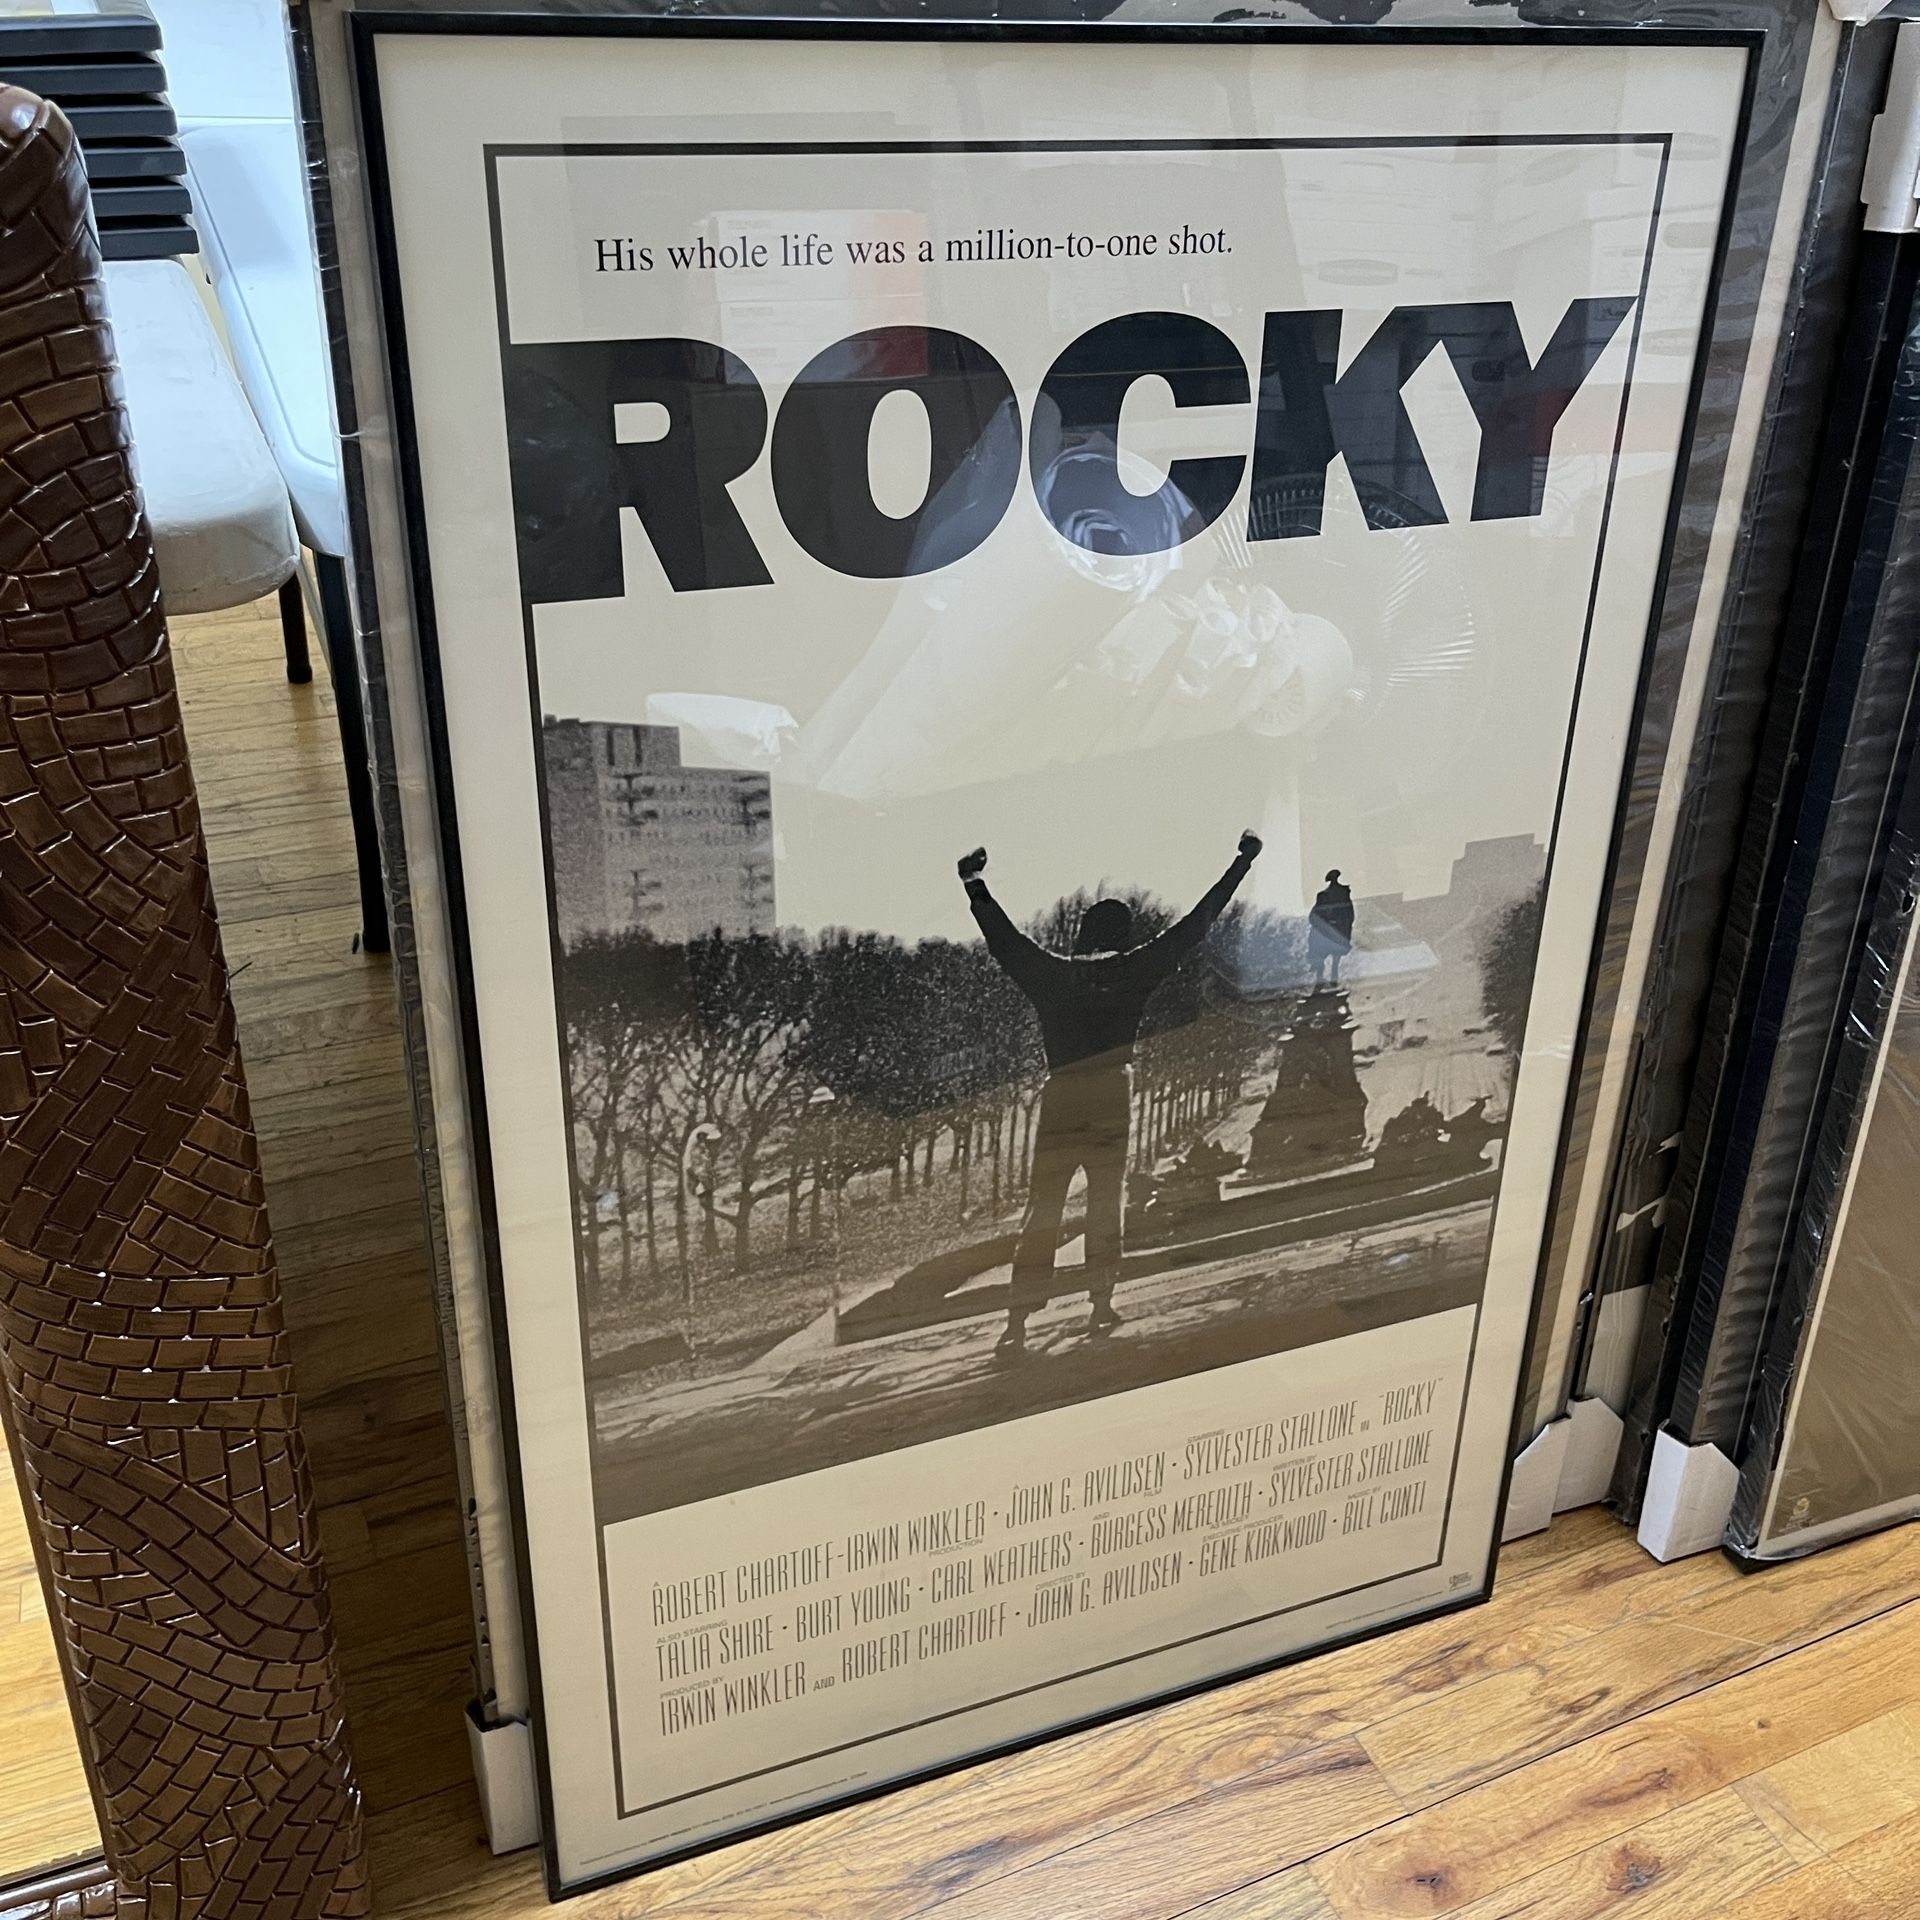 His whole life was a million-to-one shot.
ROCKY
A ROBERT CHARTOFF-IRWIN WINKLER PRODUCTION · A JOHN G. AVILDSEN FILM · STARRING SYLVESTER STALLONE IN "ROCKY"
ALSO STARRING TALIA SHIRE · BURT YOUNG · CARL WEATHERS · AND BURGESS MEREDITH AS MICKEY · WRITTEN BY SYLVESTER STALLONE
PRODUCED BY IRWIN WINKLER AND ROBERT CHARTOFF · DIRECTED BY JOHN G. AVILDSEN · EXECUTIVE PRODUCER GENE KIRKWOOD · MUSIC BY BILL CONTI